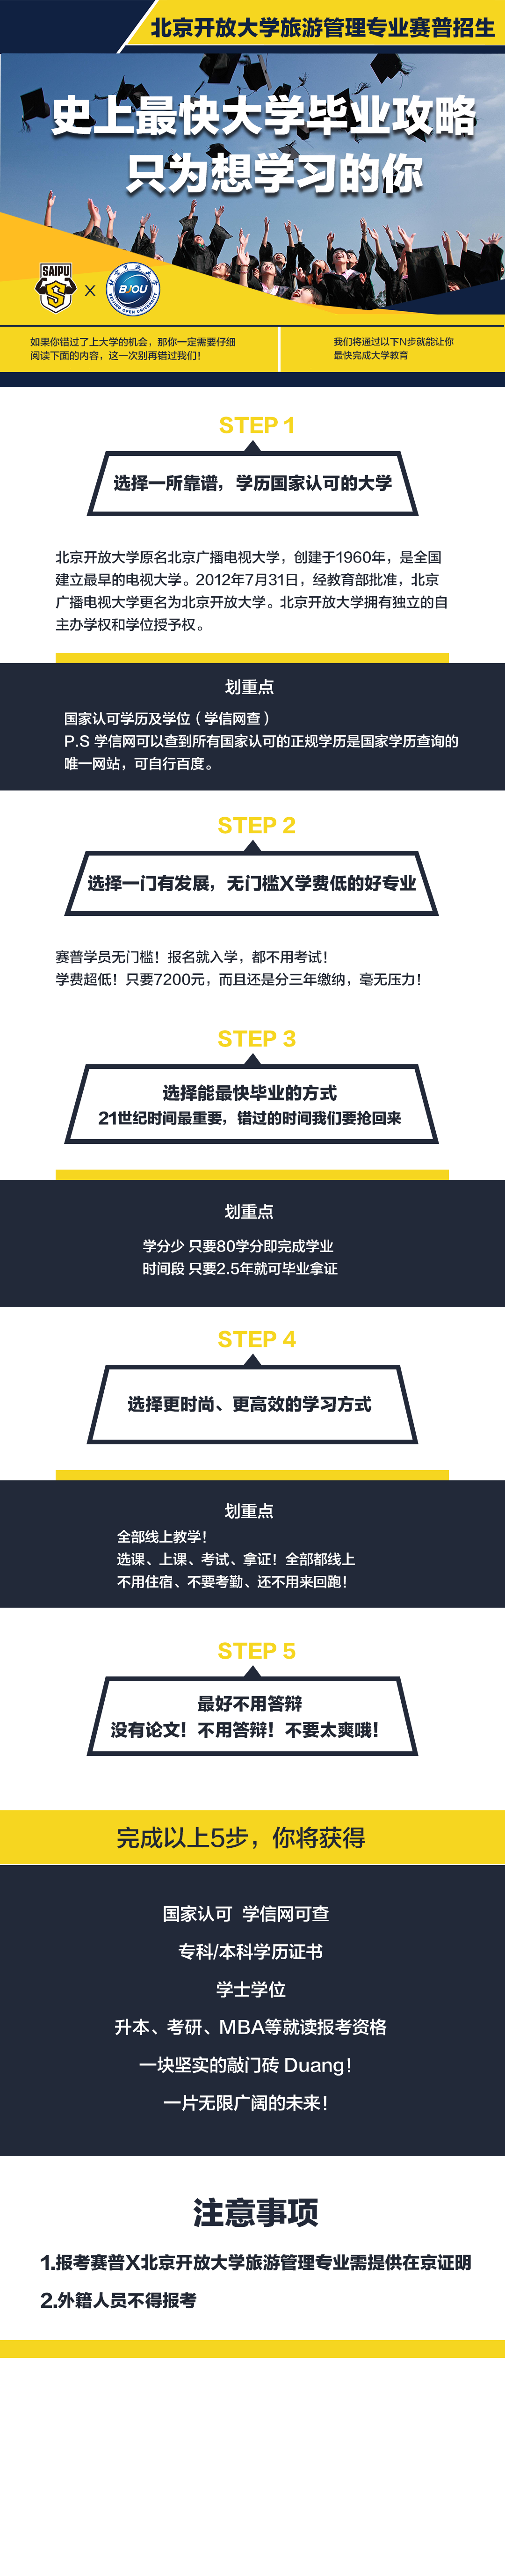 北京开放大学旅游管理专业赛普招生
史上最快大学毕业攻略
只为想学习的你
SAIPU
S
X
北京开放大学
BJOU
BEIJING OPEN UNIVERSITY
如果你错过了上大学的机会，那你一定需要仔细
阅读下面的内容，这一次别再错过我们！
我们将通过以下N步就能让你
最快完成大学教育
STEP 1
选择一所靠谱，学历国家认可的大学
北京开放大学原名北京广播电视大学，创建于1960年，是全国
建立最早的电视大学。2012年7月31日，经教育部批准，北京
广播电视大学更名为北京开放大学。北京开放大学拥有独立的自
主办学权和学位授予权。
划重点
国家认可学历及学位（学信网查）
P.S 学信网可以查到所有国家认可的正规学历是国家学历查询的
唯一网站，可自行百度。
STEP 2
选择一门有发展，无门槛X学费低的好专业
赛普学员无门槛！报名就入学，都不用考试！
学费超低！只要7200元，而且还是分三年缴纳，毫无压力！
STEP 3
选择能最快毕业的方式
21世纪时间最重要，错过的时间我们要抢回来
划重点
学分少 只要80学分即完成学业
时间段 只要2.5年就可毕业拿证
STEP 4
选择更时尚、更高效的学习方式
划重点
全部线上教学！
选课、上课、考试、拿证！全部都线上
不用住宿、不要考勤、还不用来回跑！
STEP 5
最好不用答辩
没有论文！不用答辩！不要太爽哦！
完成以上5步，你将获得
国家认可 学信网可查
专科/本科学历证书
学士学位
升本、考研、MBA等就读报考资格
一块坚实的敲门砖 Duang！
一片无限广阔的未来！
注意事项
1.报考赛普X北京开放大学旅游管理专业需提供在京证明
2.外籍人员不得报考